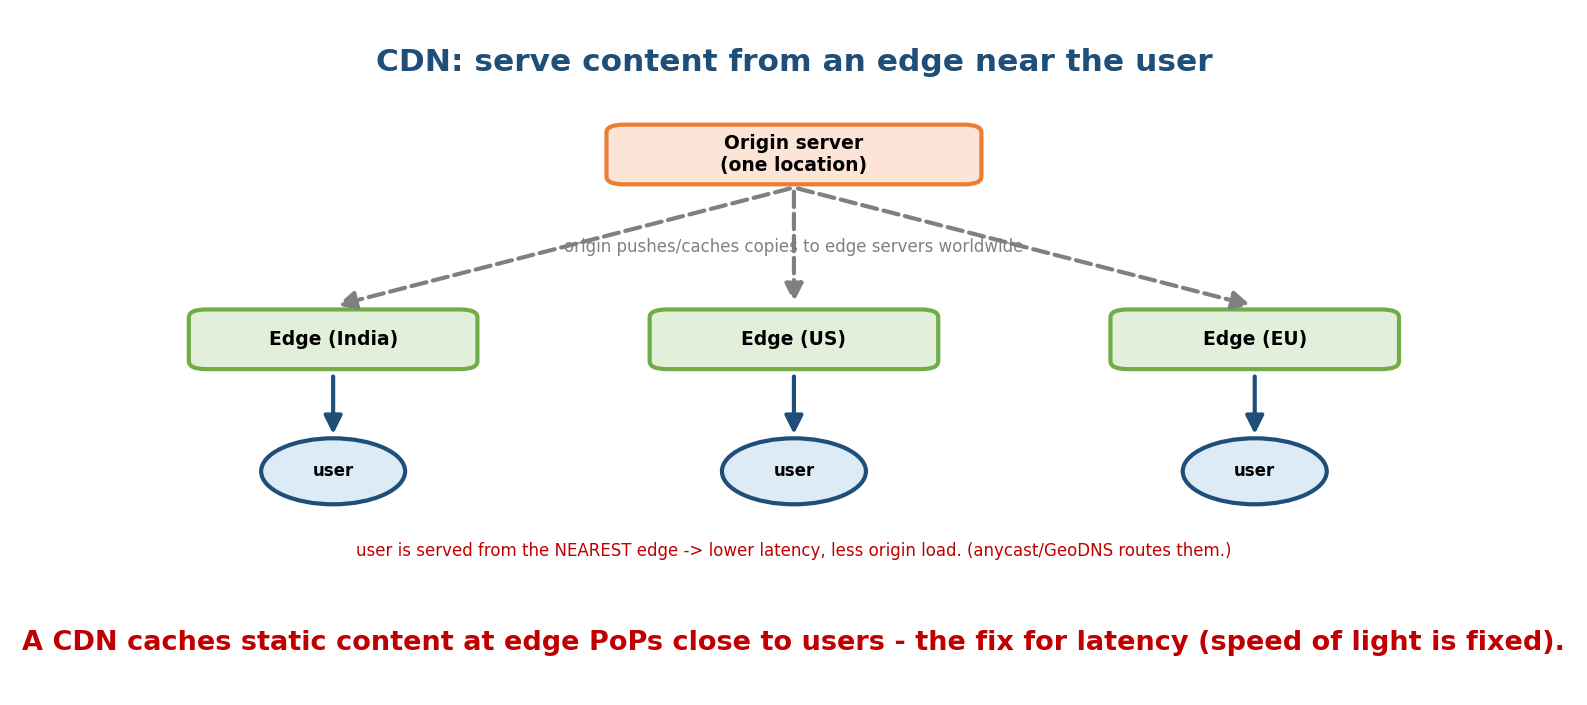 CDN: serve content from an edge near the user
Origin server
(one location)
origin pushes/caches copies to edge servers worldwide
Edge (India)
Edge (US)
Edge (EU)
user
user
user
user is served from the NEAREST edge -> lower latency, less origin load. (anycast/GeoDNS routes them.)
A CDN caches static content at edge PoPs close to users - the fix for latency (speed of light is fixed).